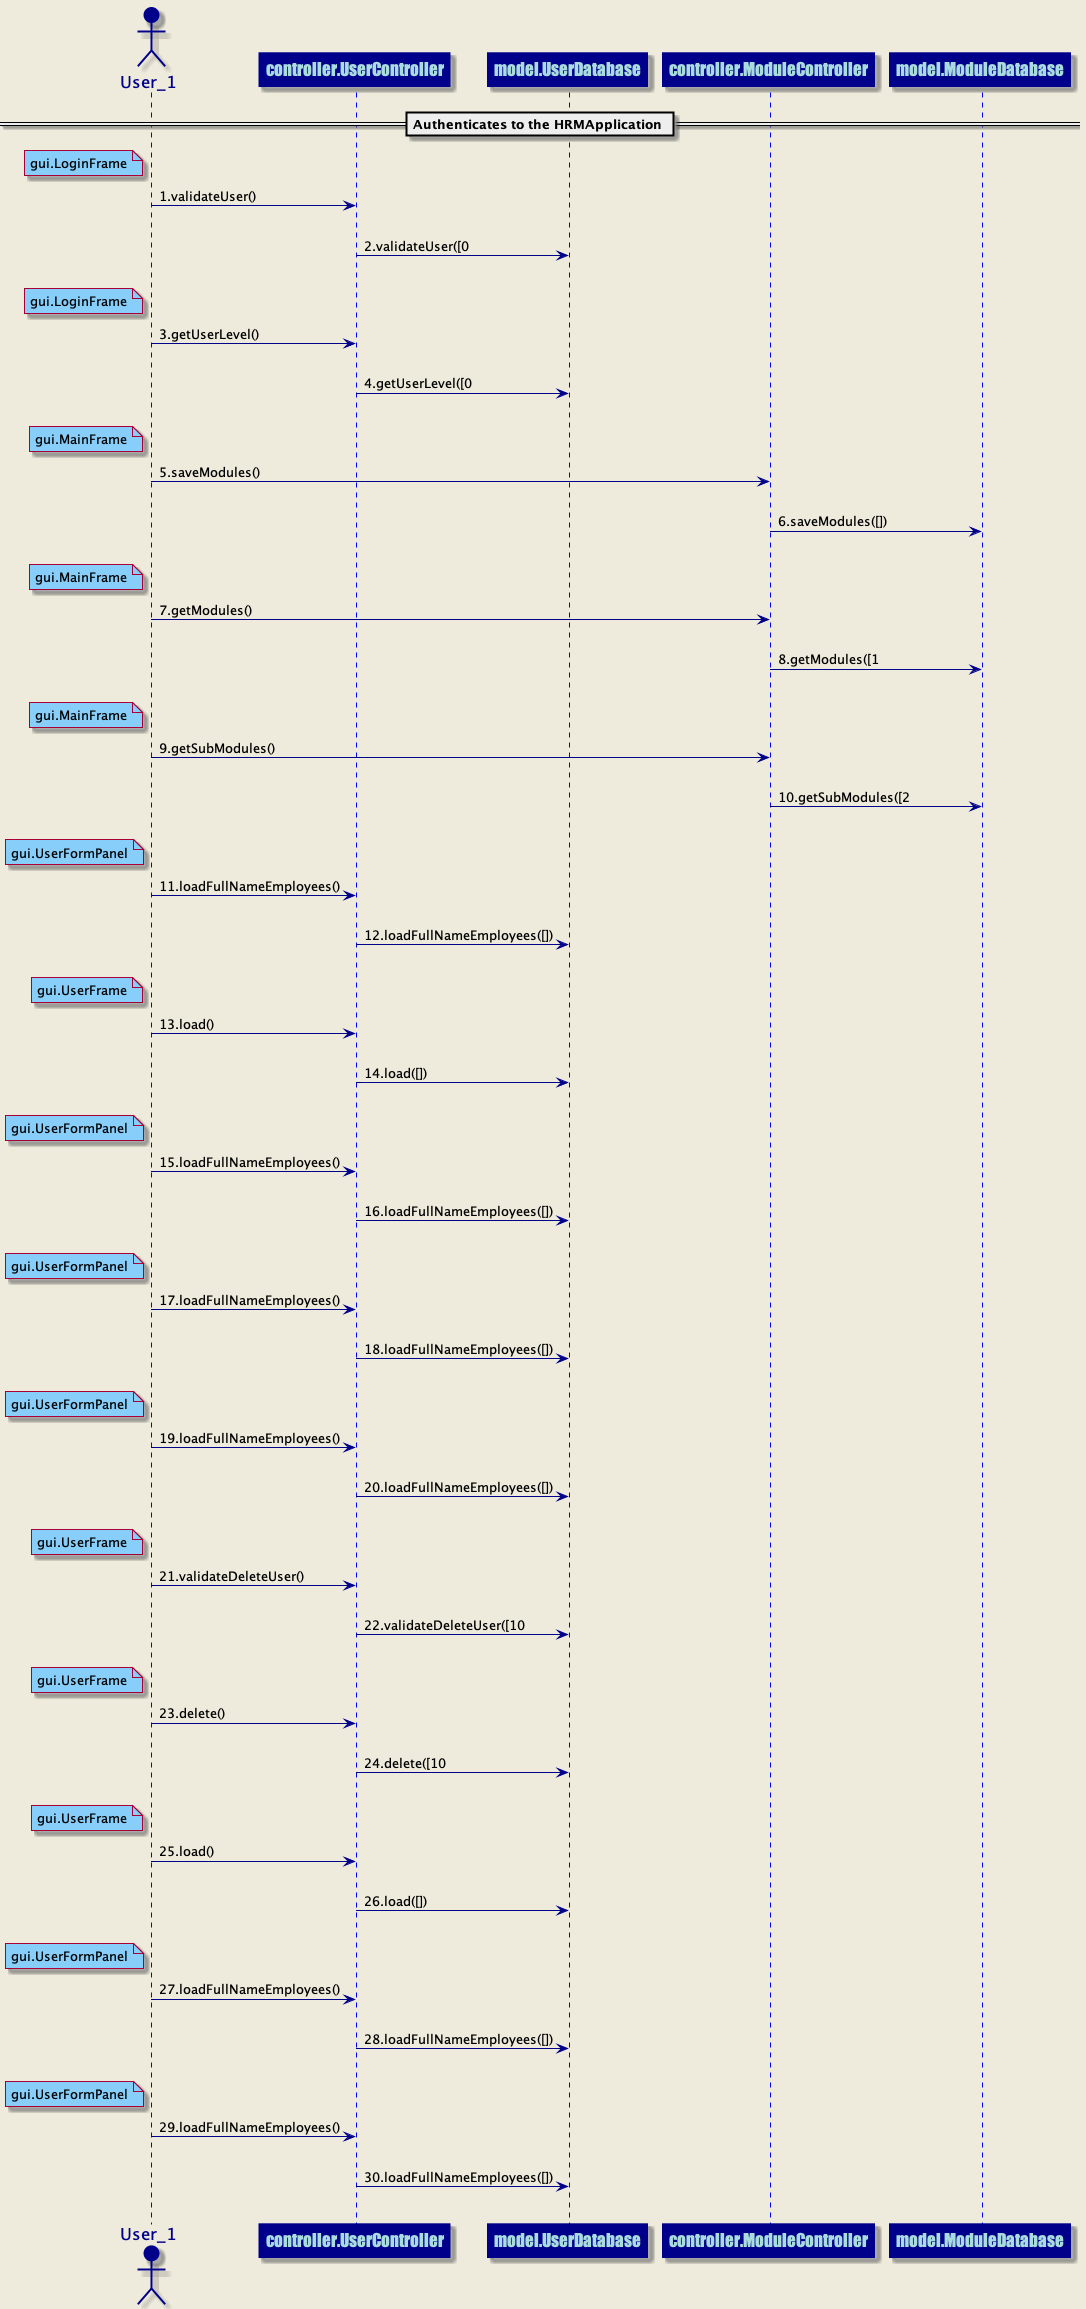 User_1
controller.UserController
model.UserDatabase
controller.ModuleController
model.ModuleDatabase
Authenticates to the HRMApplication
gui.LoginFrame
1.validateUser()
2.validateUser([0
gui.LoginFrame
3.getUserLevel()
4.getUserLevel([0
gui.MainFrame
5.saveModules()
6.saveModules([])
gui.MainFrame
7.getModules()
8.getModules([1
gui.MainFrame
9.getSubModules()
10.getSubModules([2
gui.UserFormPanel
11.loadFullNameEmployees()
12.loadFullNameEmployees([])
gui.UserFrame
13.load()
14.load([])
gui.UserFormPanel
15.loadFullNameEmployees()
16.loadFullNameEmployees([])
gui.UserFormPanel
17.loadFullNameEmployees()
18.loadFullNameEmployees([])
gui.UserFormPanel
19.loadFullNameEmployees()
20.loadFullNameEmployees([])
gui.UserFrame
21.validateDeleteUser()
22.validateDeleteUser([10
gui.UserFrame
23.delete()
24.delete([10
gui.UserFrame
25.load()
26.load([])
gui.UserFormPanel
27.loadFullNameEmployees()
28.loadFullNameEmployees([])
gui.UserFormPanel
29.loadFullNameEmployees()
30.loadFullNameEmployees([])
User_1
controller.UserController
model.UserDatabase
controller.ModuleController
model.ModuleDatabase